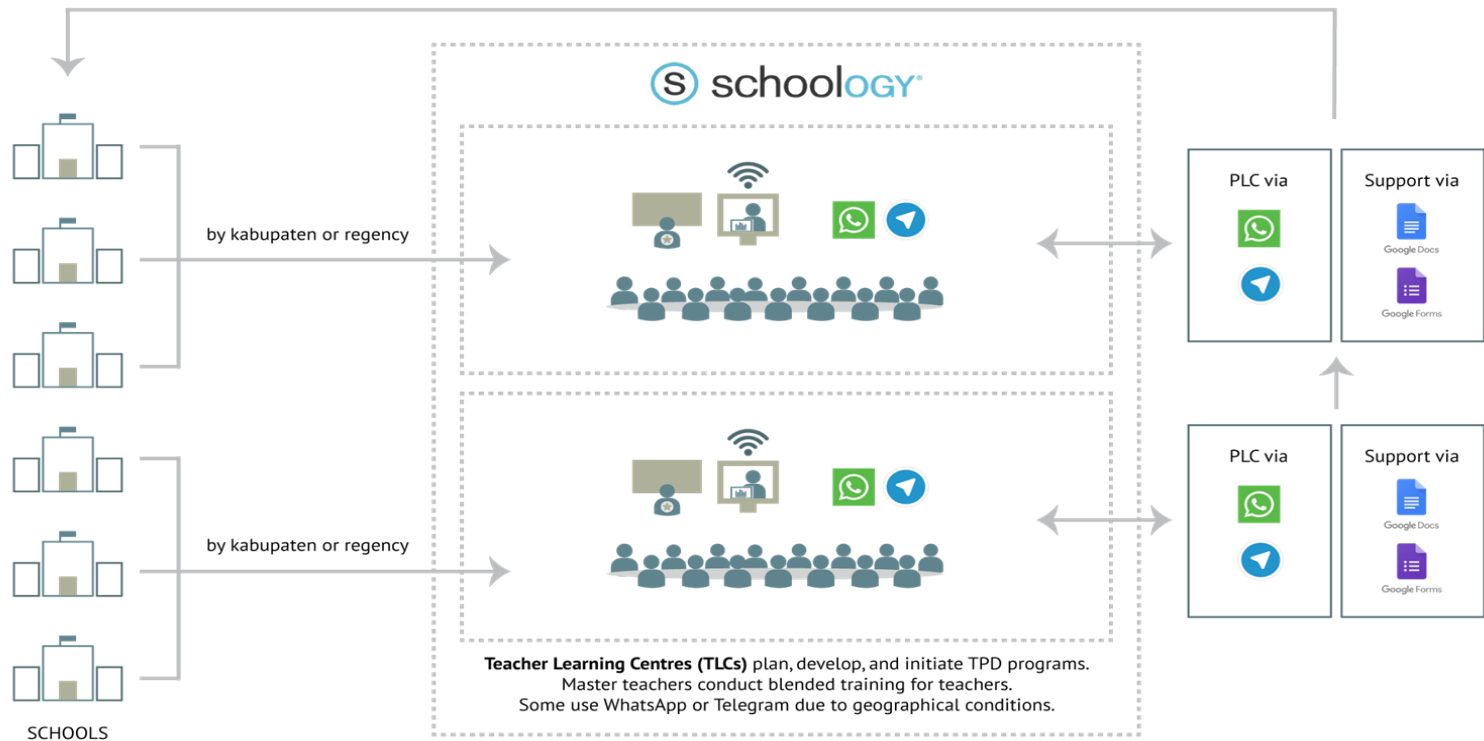 S schoology®
by kabupaten or regency
PLC via
Support via
Google Docs
Google Forms
by kabupaten or regency
PLC via
Support via
Google Docs
Google Forms
Teacher Learning Centres (TLCs) plan, develop, and initiate TPD programs.
Master teachers conduct blended training for teachers.
Some use WhatsApp or Telegram due to geographical conditions.
SCHOOLS